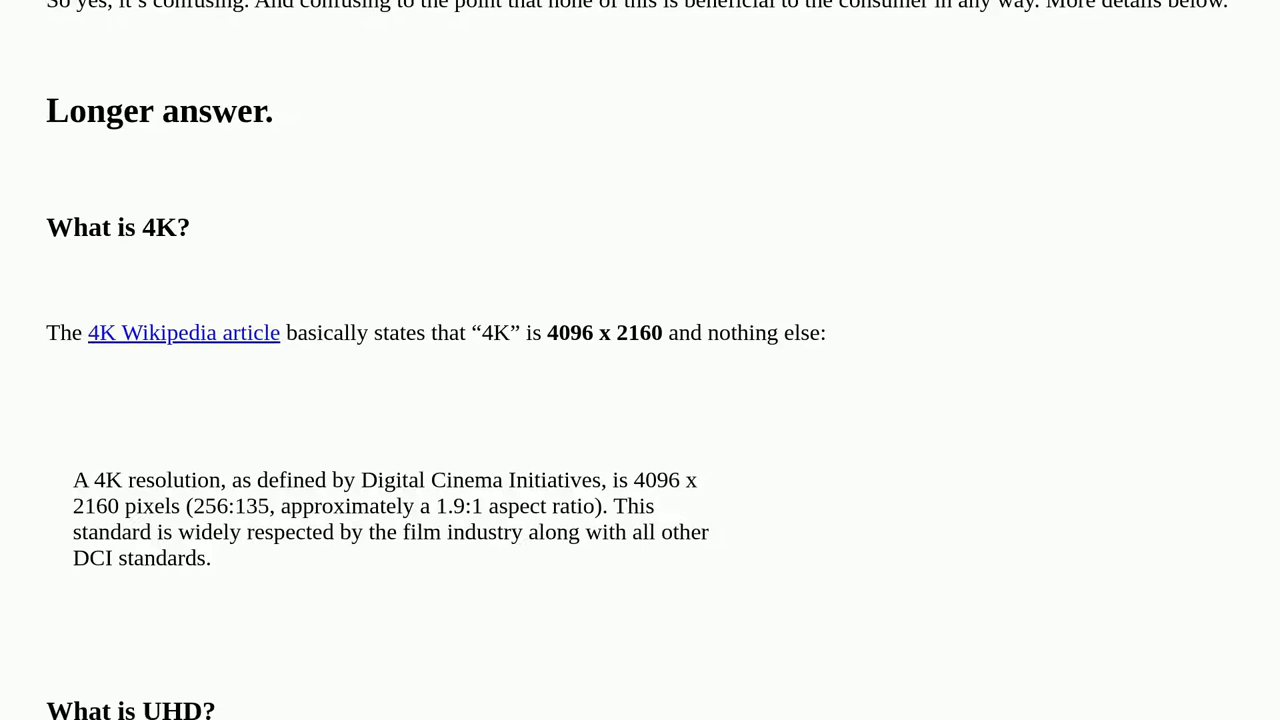 So yes, it's confusing. And confusing to the point that none of this is beneficial to the consumer in any way. More details below.
Longer answer.
What is 4K?
The 4K Wikipedia article basically states that “4K” is 4096 x 2160 and nothing else:
A 4K resolution, as defined by Digital Cinema Initiatives, is 4096 x
2160 pixels (256:135, approximately a 1.9:1 aspect ratio). This
standard is widely respected by the film industry along with all other
DCI standards.
What is UHD?